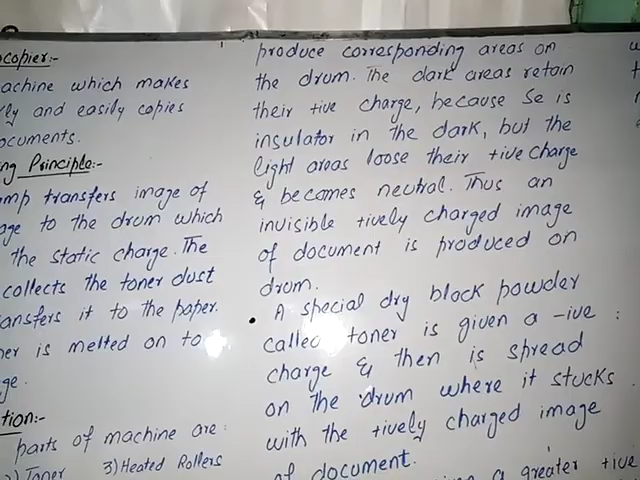 ocopier:-
achine which makes
ly and easily copies
ocuments.
ng Principle:-
mp transfers image of
age to the drum which
the static charge. The
collects the toner dust
ansfers it to the paper.
ner is melted on to
ge.
tion:-
parts of machine are:
Toner 3) Heated Rollers
produce corresponding areas on
the drum. The dark areas retain
their +ive charge, because Se is
insulator in the dark, but the
light areas loose their +ive charge
& becomes neutral. Thus an
invisible +ively charged image
of document is produced on
drum.
• A special dry black powder
called toner is given a -ive
charge & then is spread
on the drum where it stucks
with the +ively charged image
of document.
a greater +ive